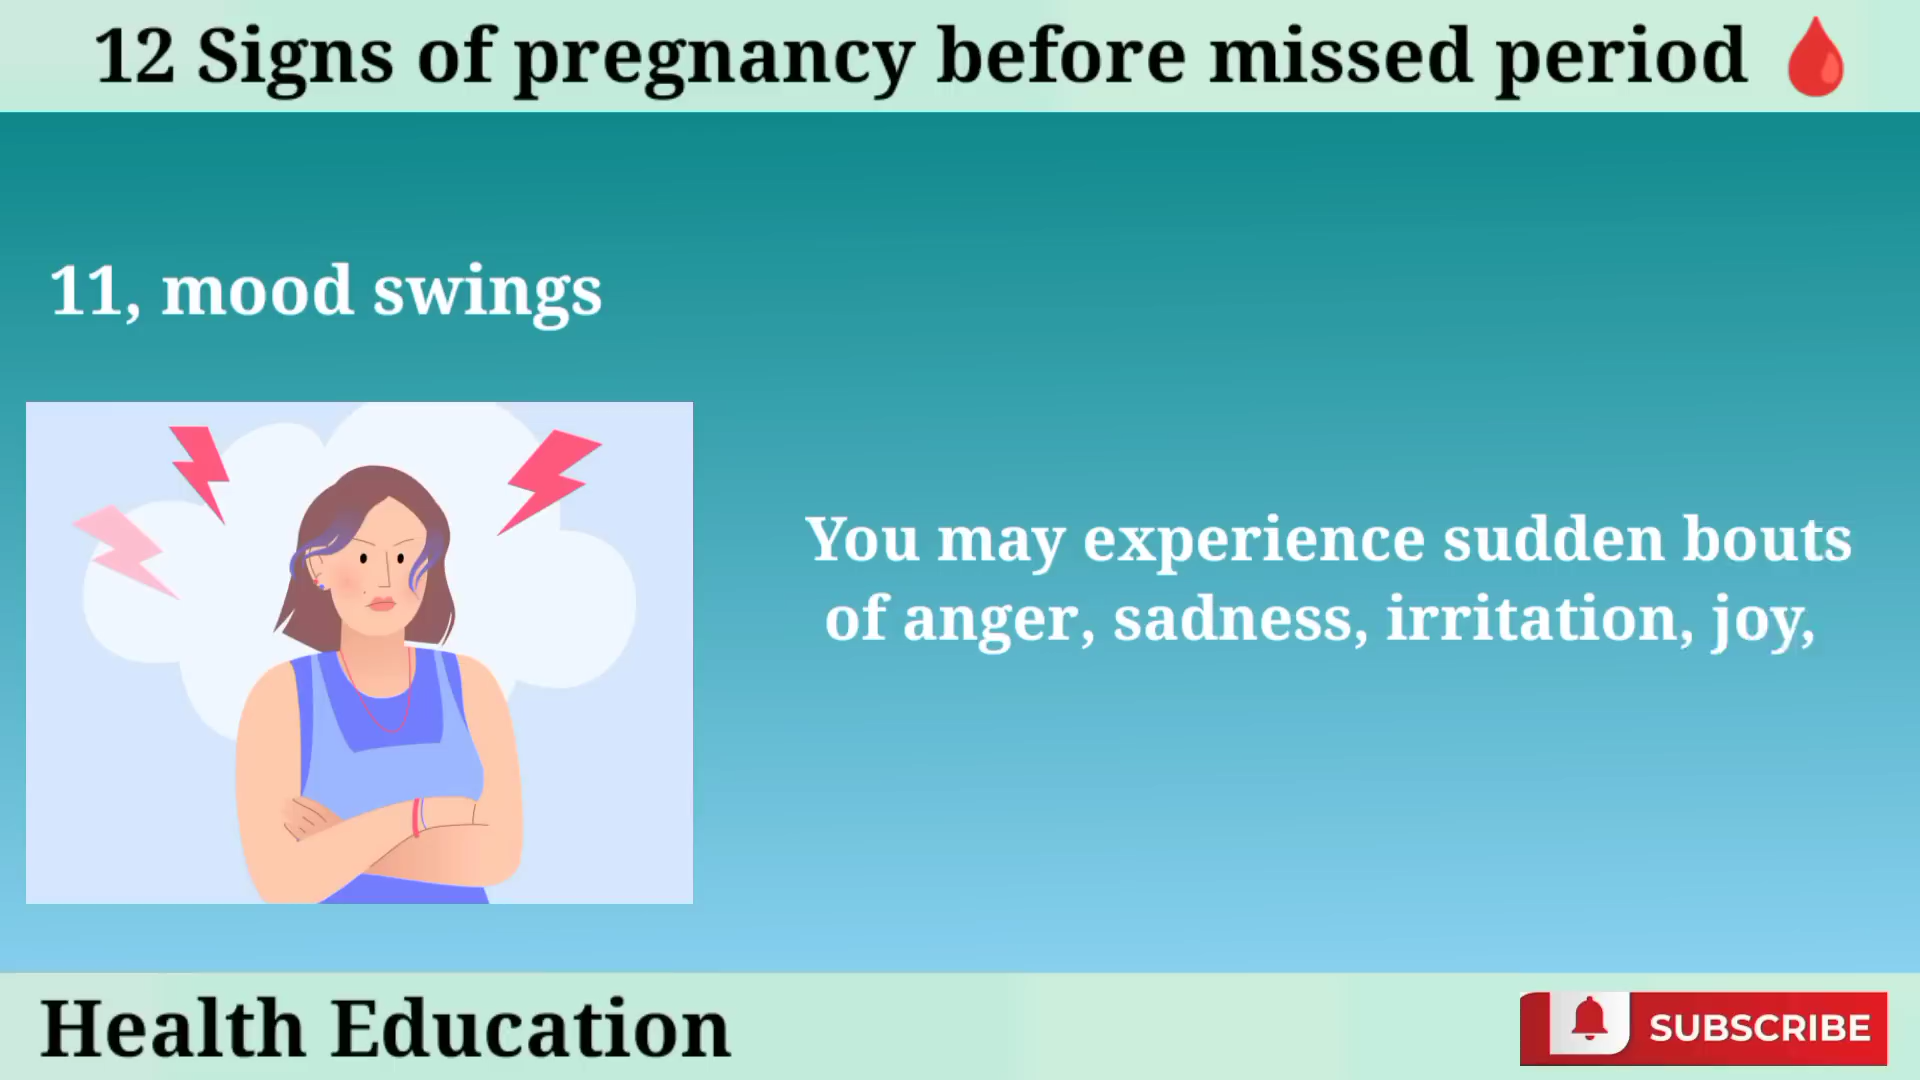 12 Signs of pregnancy before missed period 🩸
11, mood swings
You may experience sudden bouts
of anger, sadness, irritation, joy,
Health Education
SUBSCRIBE